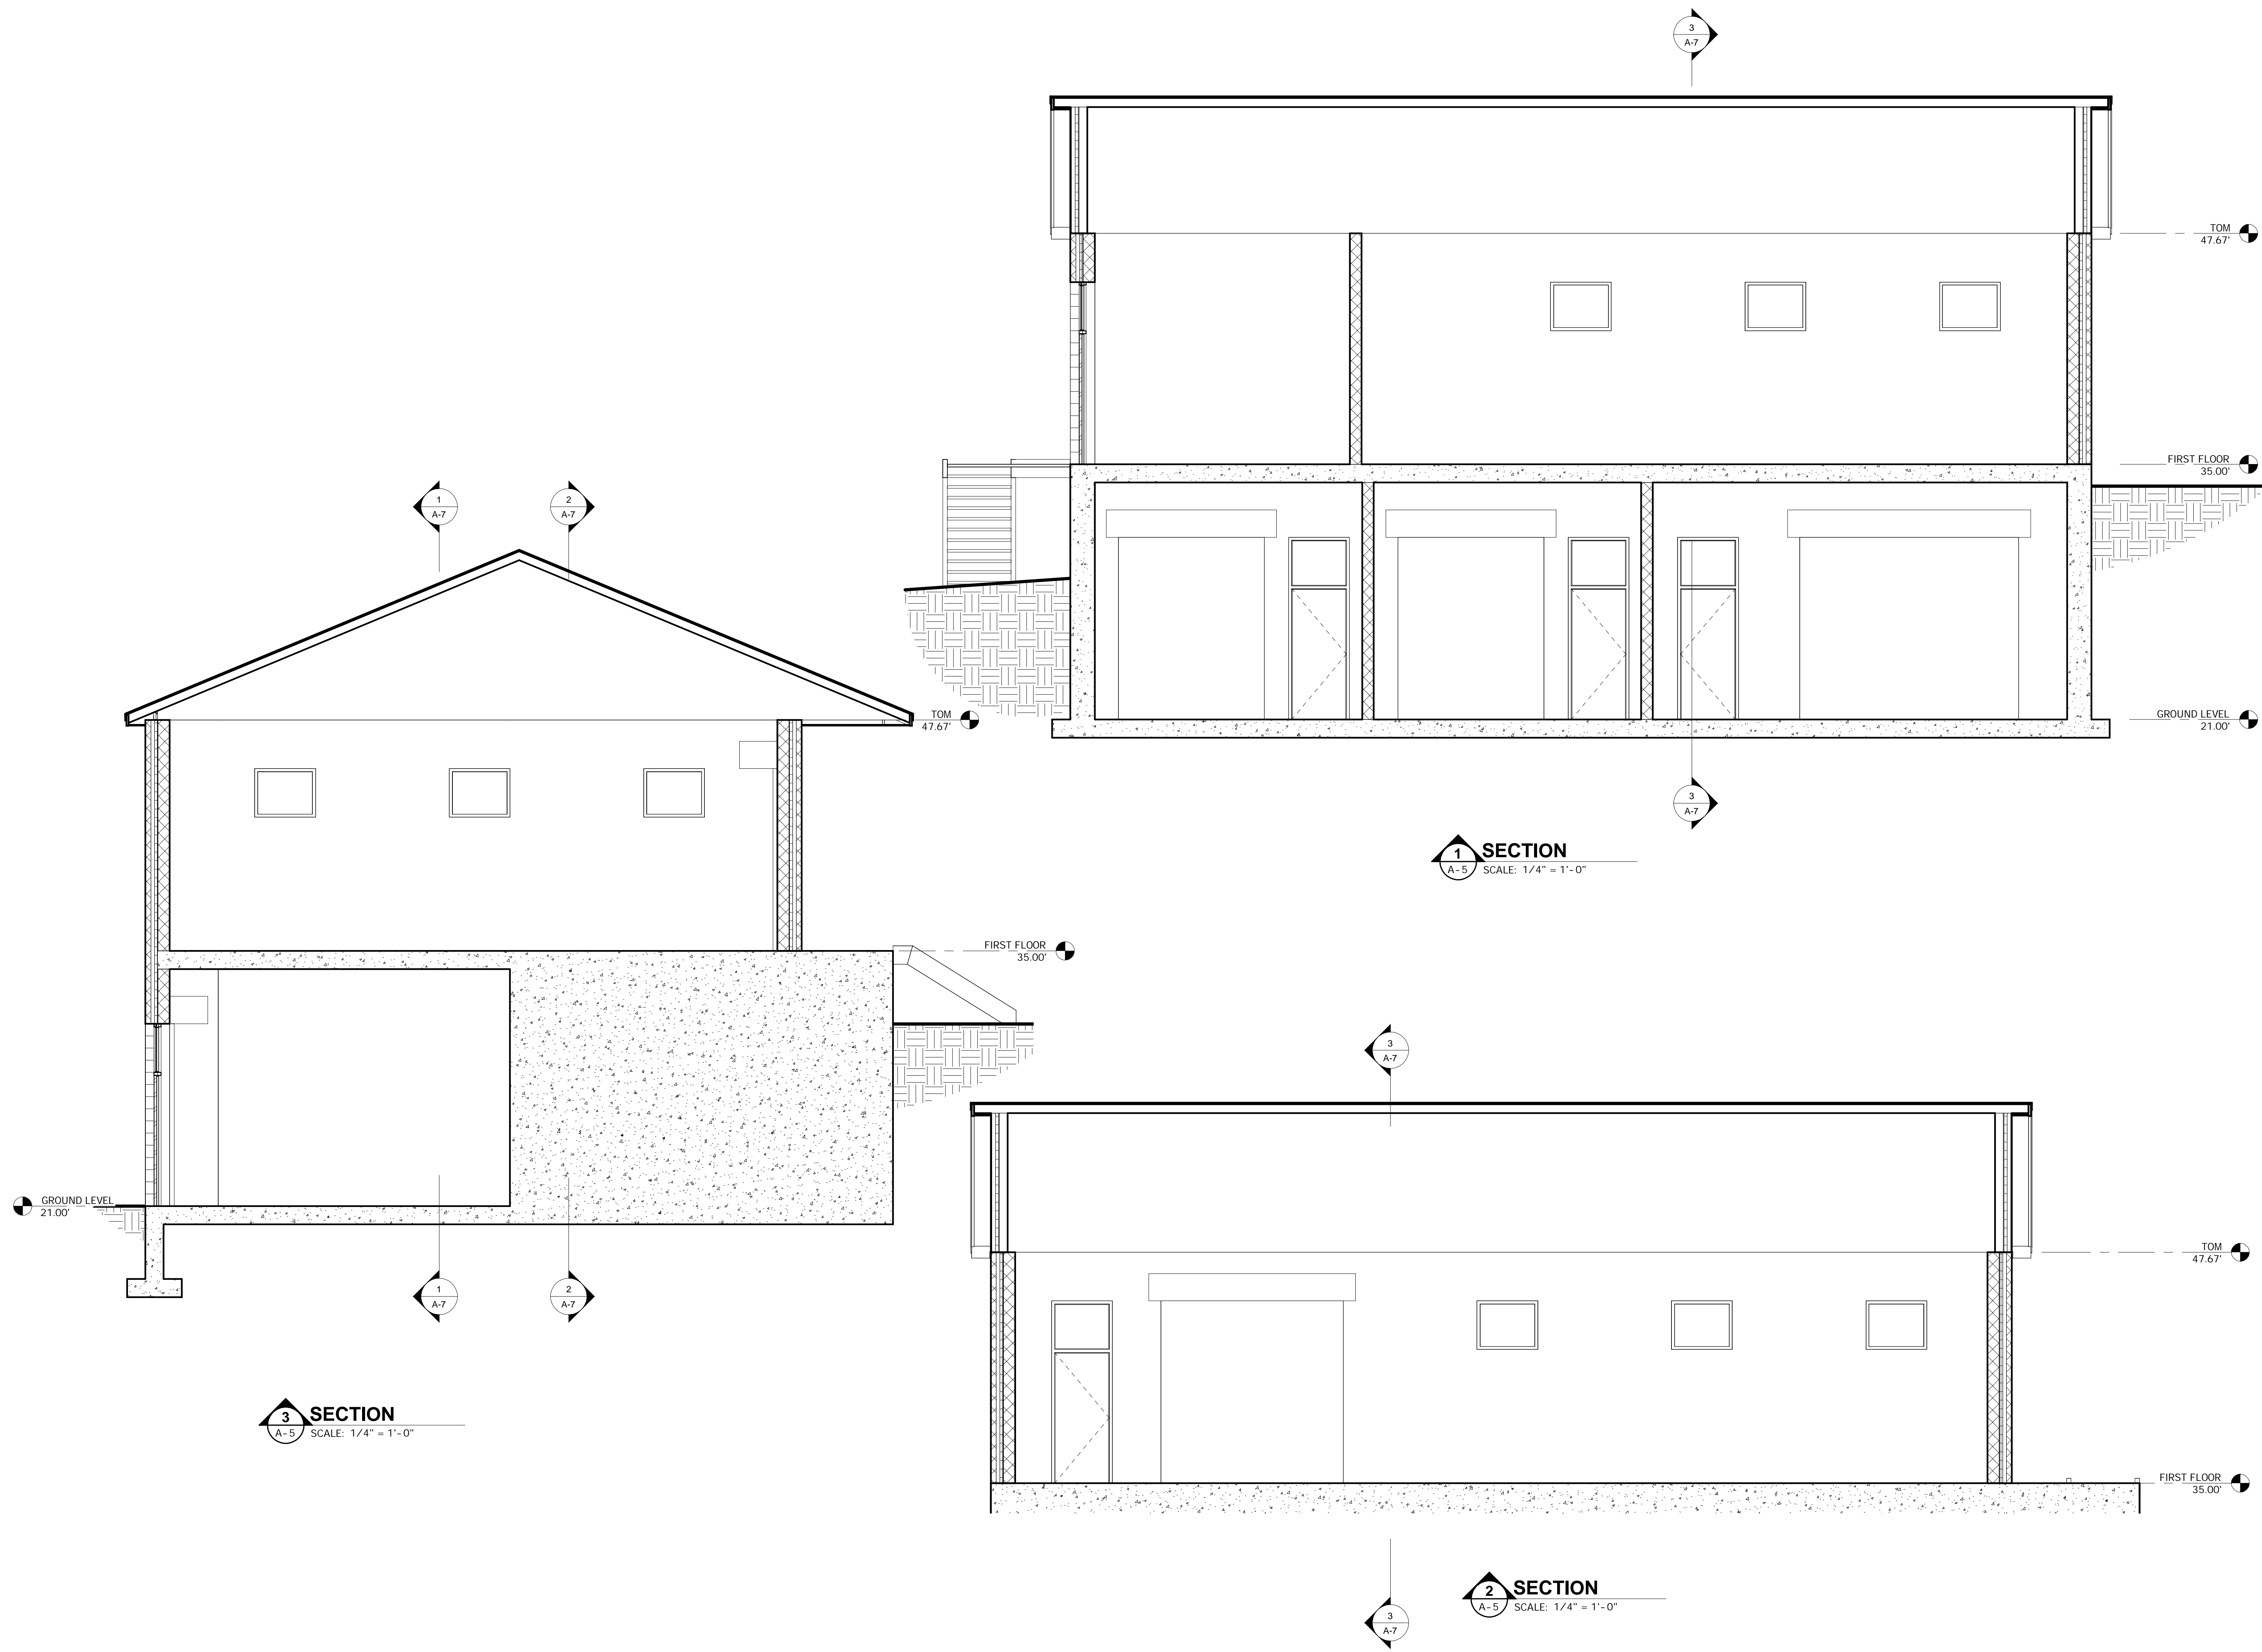 3
A-7
TOM
47.67'
FIRST FLOOR
35.00'
GROUND LEVEL
21.00'
3
A-7
1 SECTION
A-5 SCALE: 1/4" = 1'-0"
1
A-7
2
A-7
TOM
47.67'
FIRST FLOOR
35.00'
GROUND LEVEL
21.00'
1
A-7
2
A-7
3 SECTION
A-5 SCALE: 1/4" = 1'-0"
3
A-7
TOM
47.67'
FIRST FLOOR
35.00'
3
A-7
2 SECTION
A-5 SCALE: 1/4" = 1'-0"